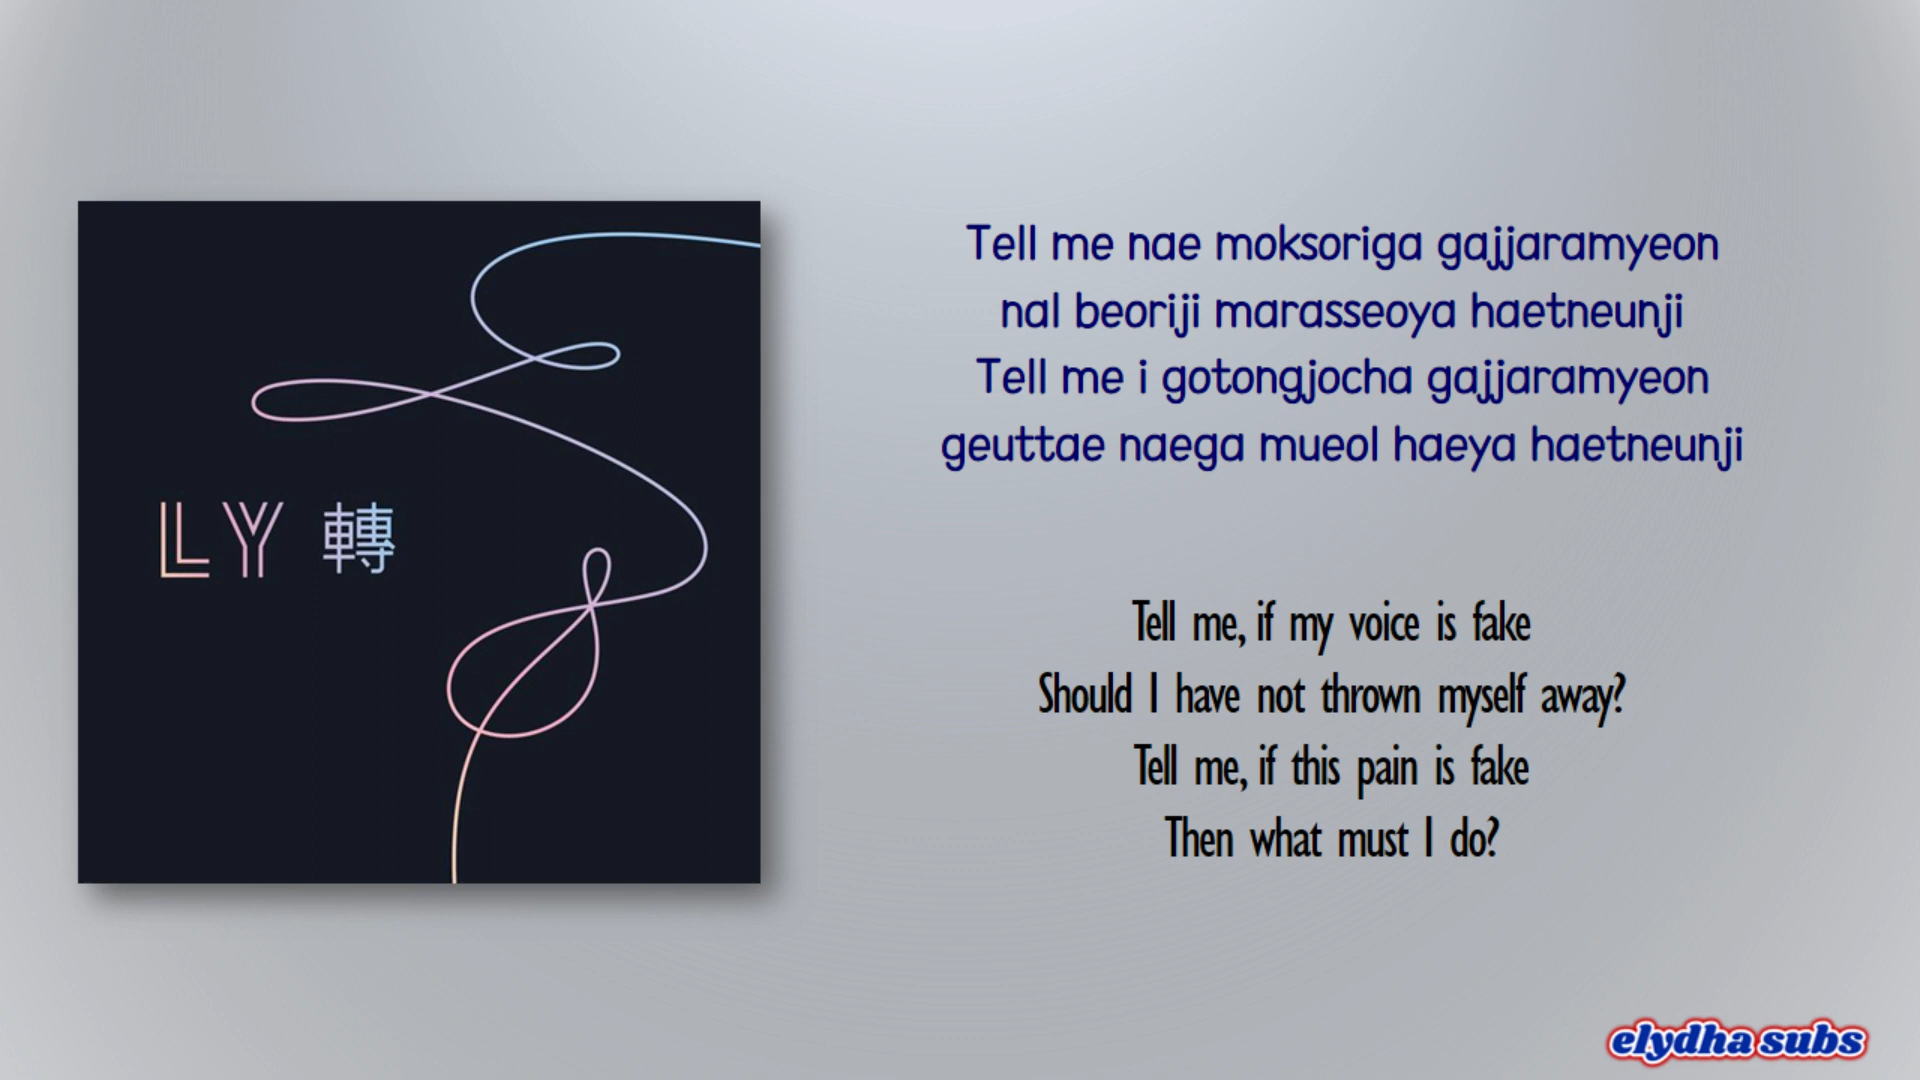 LY 轉
Tell me nae moksoriga gajjaramyeon
nal beoriji marasseoya haetneunji
Tell me i gotongjocha gajjaramyeon
geuttae naega mueol haeya haetneunji
Tell me, if my voice is fake
Should I have not thrown myself away?
Tell me, if this pain is fake
Then what must I do?
elydha subs